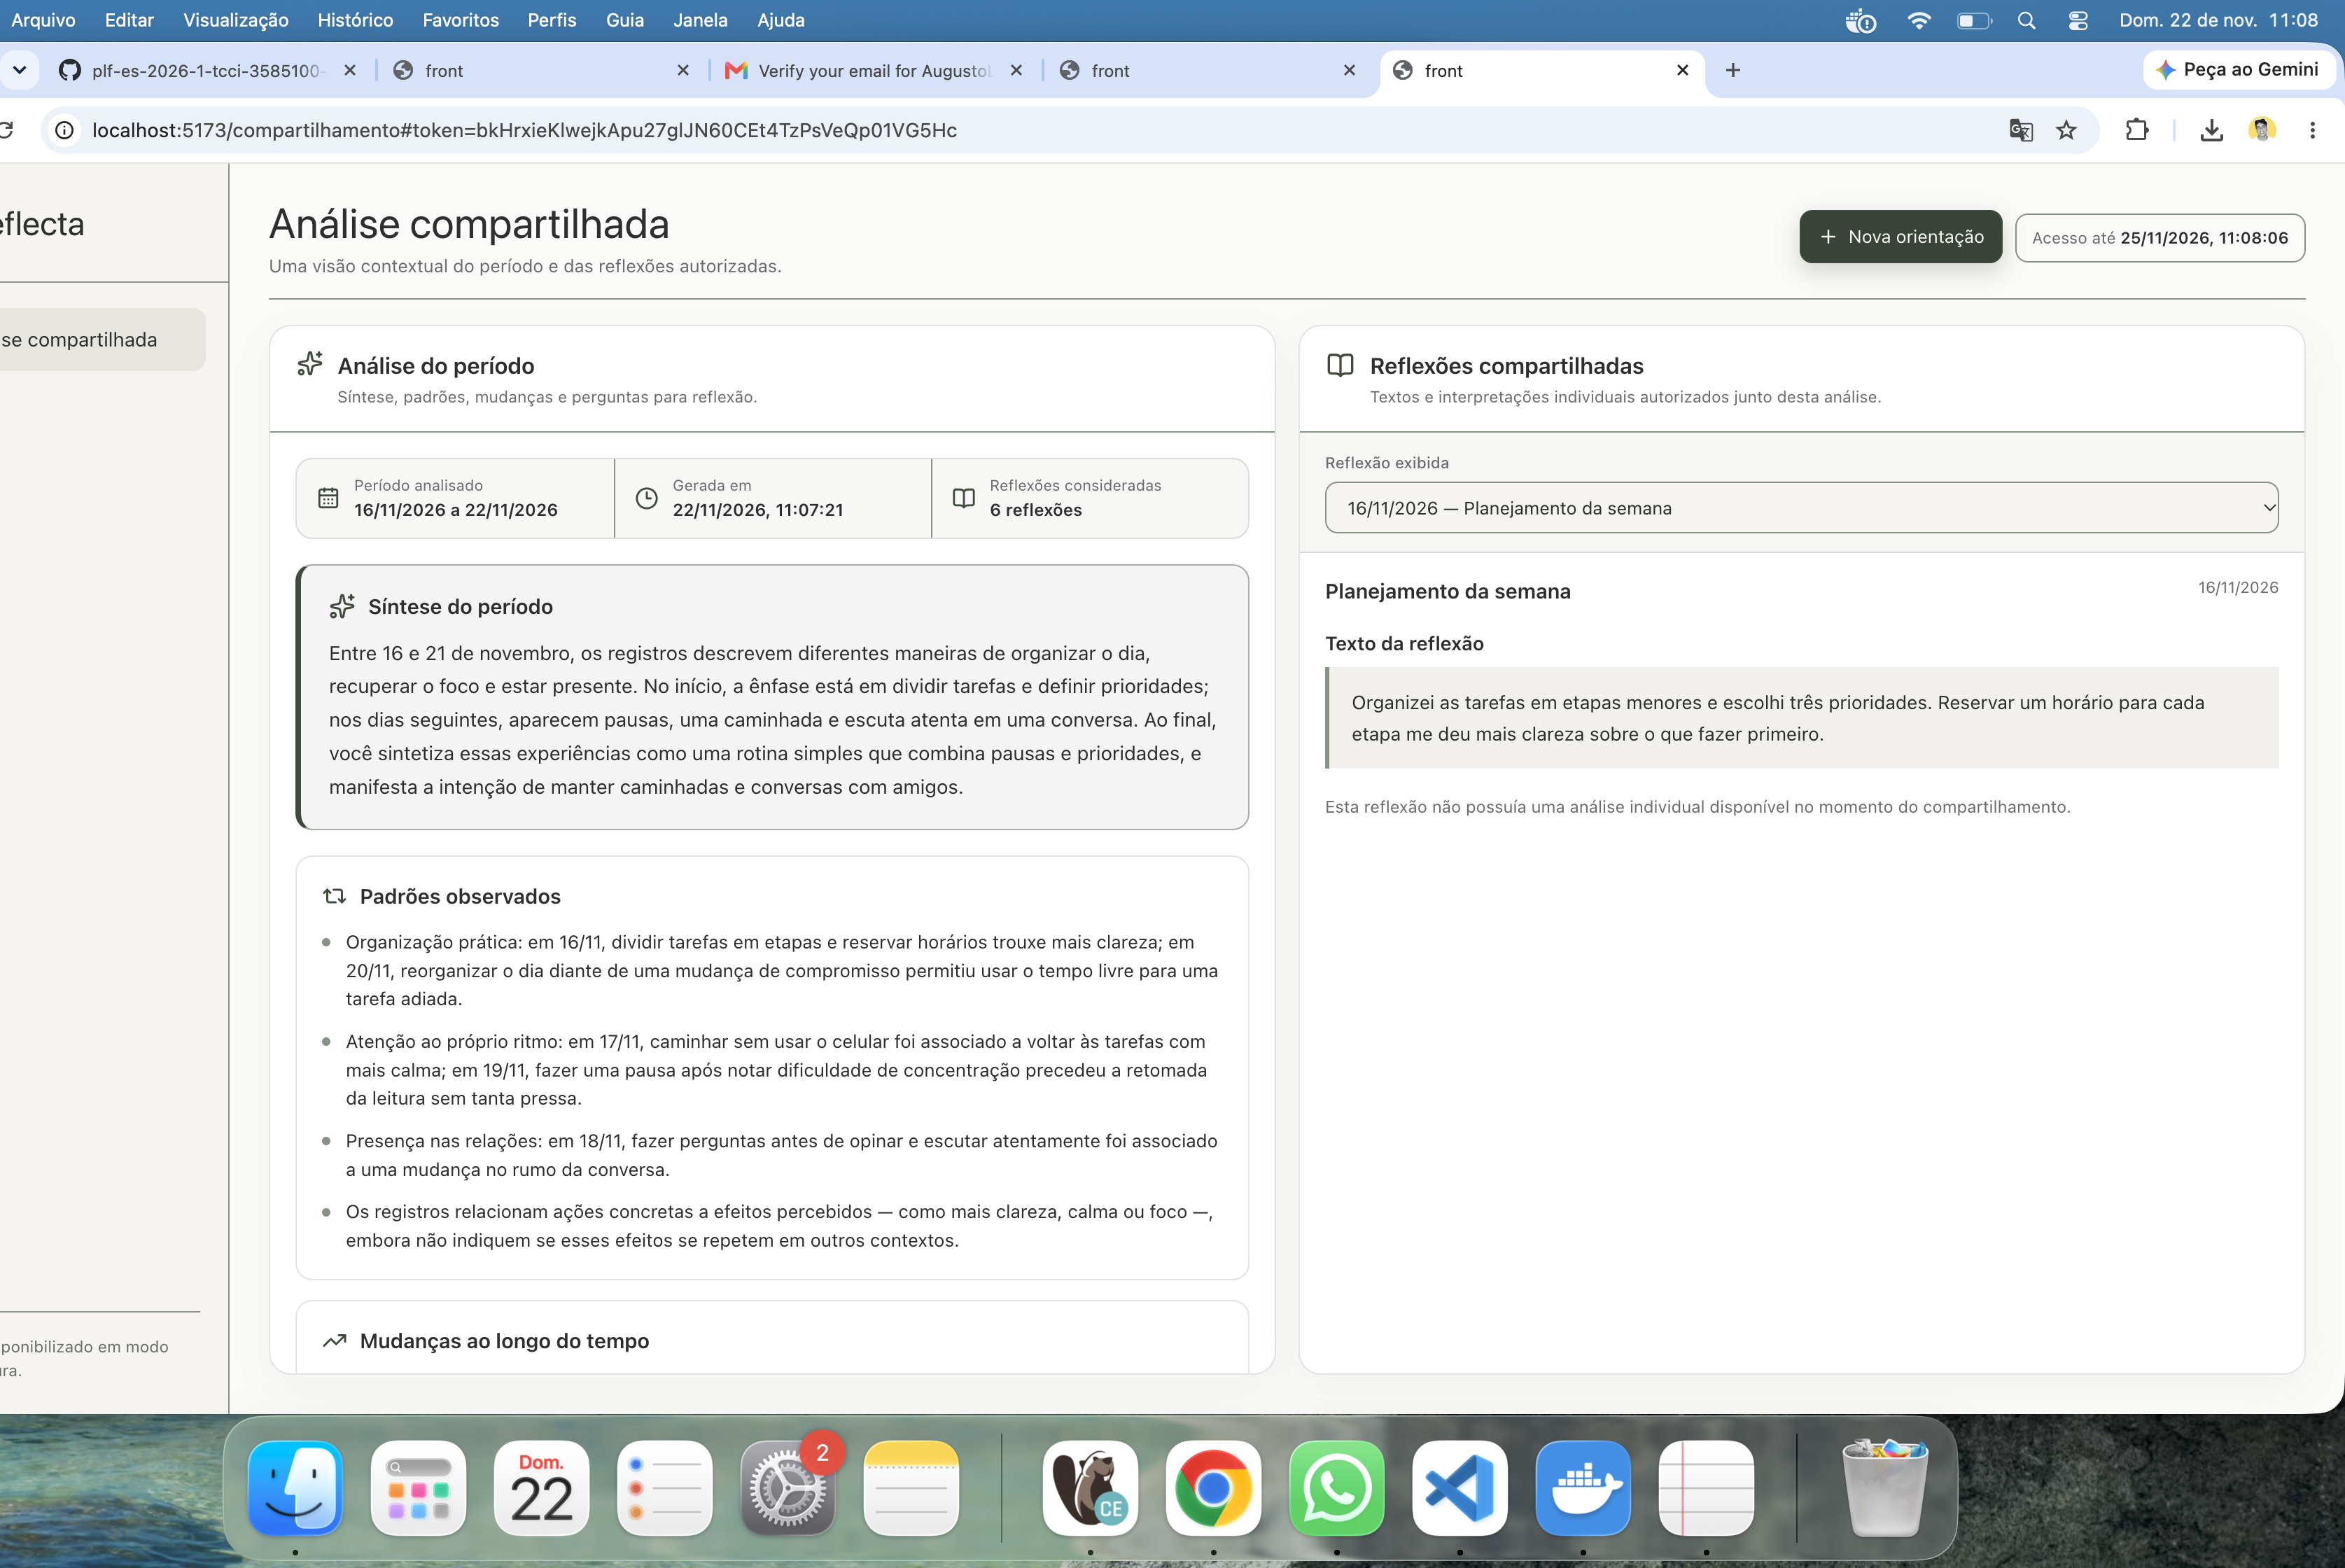 Arquivo Editar Visualização Histórico Favoritos Perfis Guia Janela Ajuda
Dom. 22 de nov. 11:08
plf-es-2026-1-tcci-3585100-
front
Verify your email for Augusto
front
front
Peça ao Gemini
localhost:5173/compartilhamento#token=bkHrxieKlwejkApu27glJN60CEt4TzPsVeQp01VG5Hc
eflecta
se compartilhada
ponibilizado em modo
ura.
Análise compartilhada
Uma visão contextual do período e das reflexões autorizadas.
+ Nova orientação
Acesso até 25/11/2026, 11:08:06
Análise do período
Síntese, padrões, mudanças e perguntas para reflexão.
Período analisado
16/11/2026 a 22/11/2026
Gerada em
22/11/2026, 11:07:21
Reflexões consideradas
6 reflexões
Síntese do período
Entre 16 e 21 de novembro, os registros descrevem diferentes maneiras de organizar o dia,
recuperar o foco e estar presente. No início, a ênfase está em dividir tarefas e definir prioridades;
nos dias seguintes, aparecem pausas, uma caminhada e escuta atenta em uma conversa. Ao final,
você sintetiza essas experiências como uma rotina simples que combina pausas e prioridades, e
manifesta a intenção de manter caminhadas e conversas com amigos.
Padrões observados
Organização prática: em 16/11, dividir tarefas em etapas e reservar horários trouxe mais clareza; em
20/11, reorganizar o dia diante de uma mudança de compromisso permitiu usar o tempo livre para uma
tarefa adiada.
Atenção ao próprio ritmo: em 17/11, caminhar sem usar o celular foi associado a voltar às tarefas com
mais calma; em 19/11, fazer uma pausa após notar dificuldade de concentração precedeu a retomada
da leitura sem tanta pressa.
Presença nas relações: em 18/11, fazer perguntas antes de opinar e escutar atentamente foi associado
a uma mudança no rumo da conversa.
Os registros relacionam ações concretas a efeitos percebidos — como mais clareza, calma ou foco —,
embora não indiquem se esses efeitos se repetem em outros contextos.
Mudanças ao longo do tempo
Reflexões compartilhadas
Textos e interpretações individuais autorizados junto desta análise.
Reflexão exibida
16/11/2026 — Planejamento da semana
Planejamento da semana
16/11/2026
Texto da reflexão
Organizei as tarefas em etapas menores e escolhi três prioridades. Reservar um horário para cada
etapa me deu mais clareza sobre o que fazer primeiro.
Esta reflexão não possuía uma análise individual disponível no momento do compartilhamento.
Dom.
22
2
CE